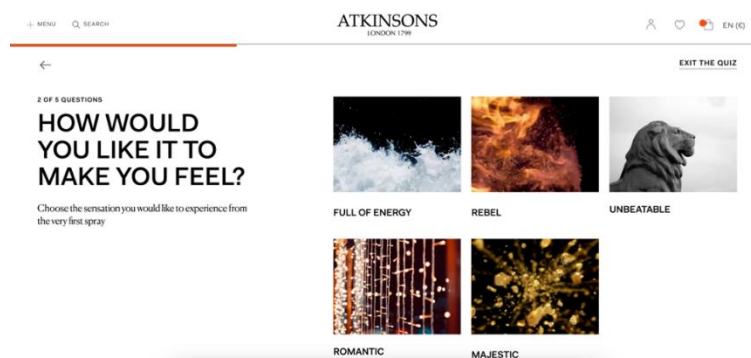 MENU
SEARCH
ATKINSONS
LONDON 1799
EN (€)
EXIT THE QUIZ
2 OF 5 QUESTIONS
HOW WOULD
YOU LIKE IT TO
MAKE YOU FEEL?
Choose the sensation you would like to experience from
the very first spray
FULL OF ENERGY
REBEL
UNBEATABLE
ROMANTIC
MAJESTIC